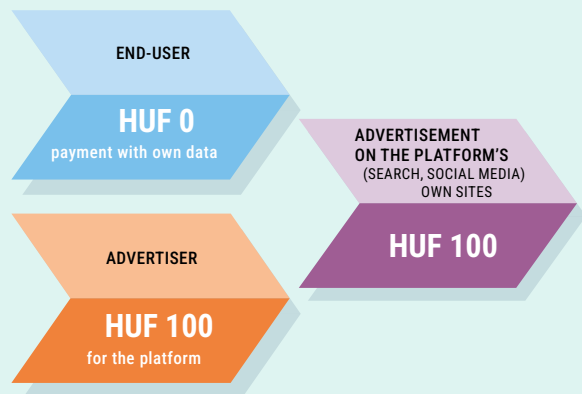 END-USER
HUF 0
payment with own data
ADVERTISER
HUF 100
for the platform
ADVERTISEMENT
ON THE PLATFORM'S
(SEARCH, SOCIAL MEDIA)
OWN SITES
HUF 100